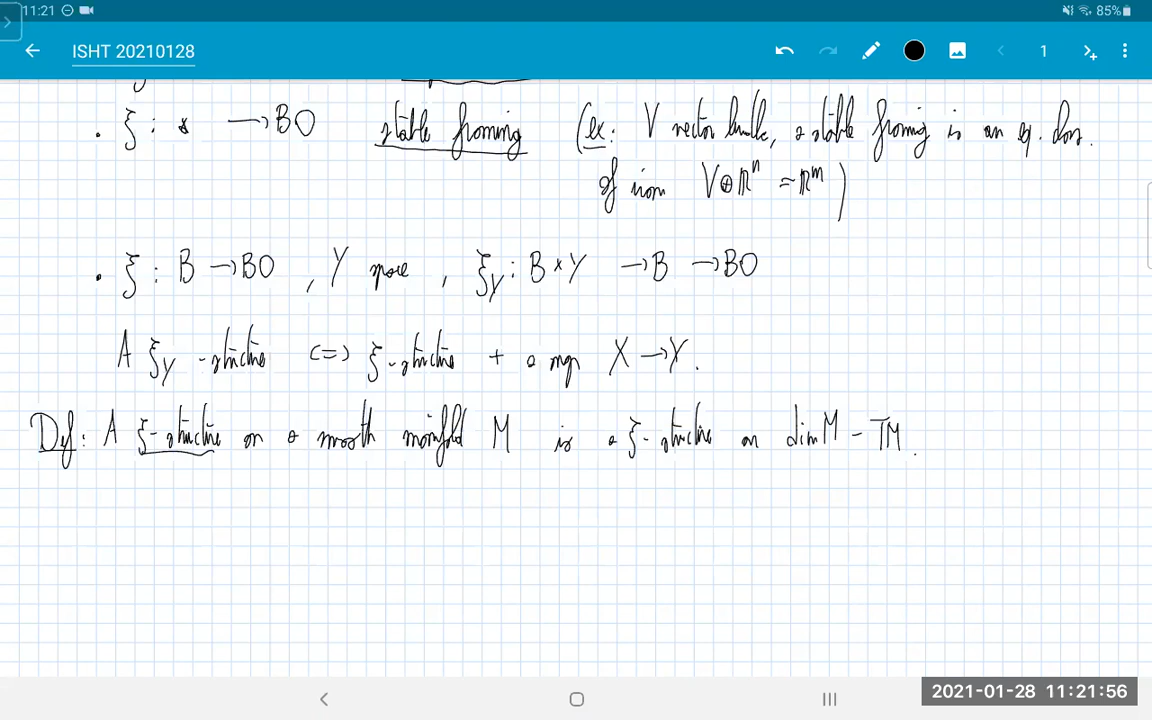 11:21
85%
ISHT 20210128
1
· ξ : * → BO stable framing (ex: V vector bundle, a stable framing is an eq. class
of isom V⊕ℝⁿ ≃ ℝᵐ)
· ξ : B → BO , Y space , ξ_Y : B × Y → B → BO
A ξ_Y -structure ⟺ ξ-structure + a map X → Y.
Def: A ξ-structure on a smooth manifold M is a ξ-structure on dim M - TM.
2021-01-28 11:21:56